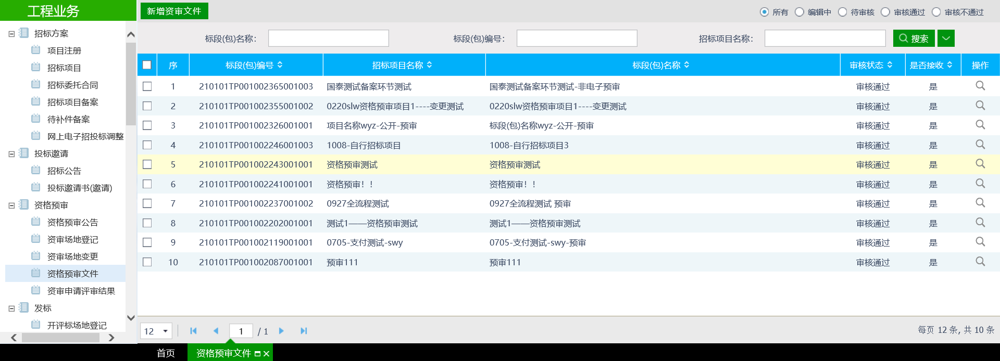 工程业务
招标方案
项目注册
招标项目
招标委托合同
招标项目备案
待补件备案
网上电子招投标调整
投标邀请
招标公告
投标邀请书(邀请)
资格预审
资格预审公告
资审场地登记
资审场地变更
资格预审文件
资审申请评审结果
发标
开评标场地登记
新增资审文件 所有 编辑中 待审核 审核通过 审核不通过
标段(包)名称： 标段(包)编号： 招标项目名称： 搜索
序 标段(包)编号 招标项目名称 标段(包)名称 审核状态 是否接收 操作
1 210101TP001002365001003 国泰测试备案环节测试 国泰测试备案环节测试-非电子预审 审核通过 是
2 210101TP001002355001002 0220slw资格预审项目1----变更测试 0220slw资格预审项目1----变更测试 审核通过 是
3 210101TP001002326001001 项目名称wyz-公开-预审 标段(包)名称wyz-公开-预审 审核通过 是
4 210101TP001002246001003 1008-自行招标项目 1008-自行招标项目3 审核通过 是
5 210101TP001002243001001 资格预审测试 资格预审测试 审核通过 是
6 210101TP001002241001001 资格预审！！ 资格预审！！ 审核通过 是
7 210101TP001002237001002 0927全流程测试 0927全流程测试 预审 审核通过 是
8 210101TP001002202001001 测试1——资格预审测试 测试1——资格预审测试 审核通过 是
9 210101TP001002119001001 0705-支付测试-swy 0705-支付测试-swy-预审 审核通过 是
10 210101TP001002087001001 预审111 预审111 审核通过 是
12 1 / 1 每页 12 条, 共 10 条
首页 资格预审文件